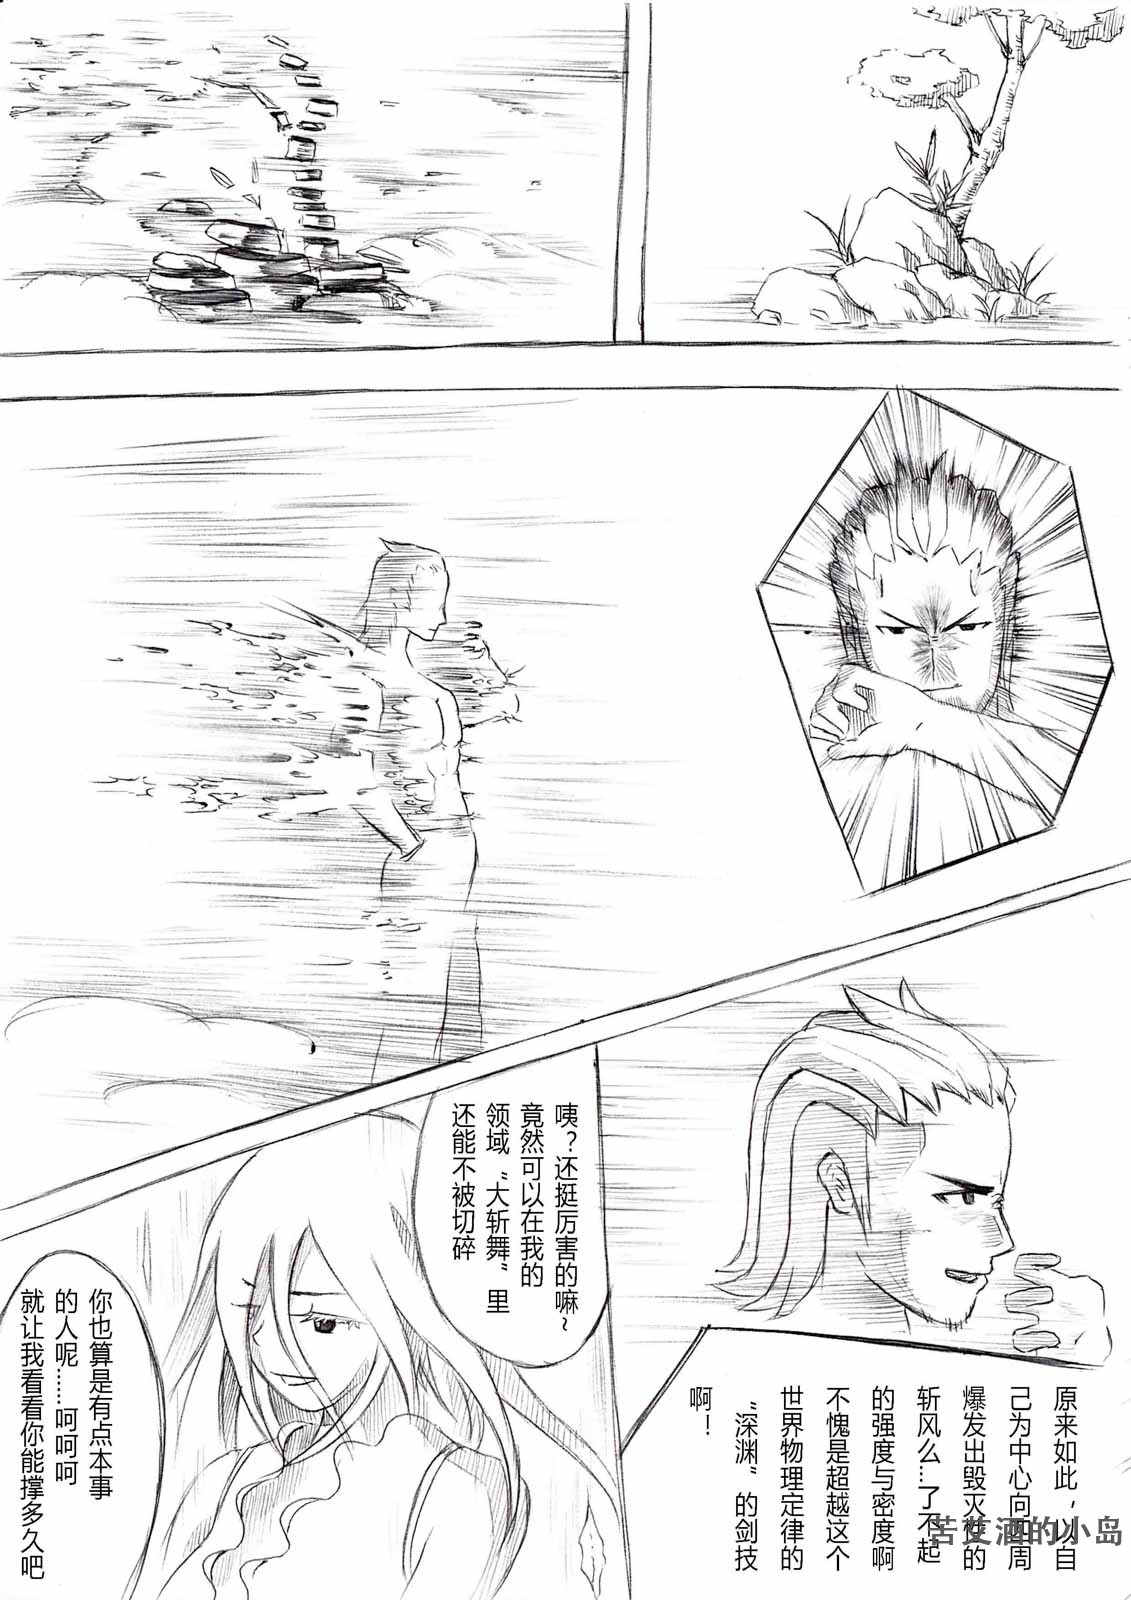 原来如此，以自
己为中心向四周
爆发出毁灭性的
斩风么…了不起
的强度与密度啊
不愧是超越这个
世界物理定律的
“深渊”的剑技
啊！
咦？还挺厉害的嘛~
竟然可以在我的
领域“大斩舞”里
还能不被切碎
你也算是有点本事
的人呢……呵呵呵
就让我看看你能撑多久吧
苦艾酒的小岛